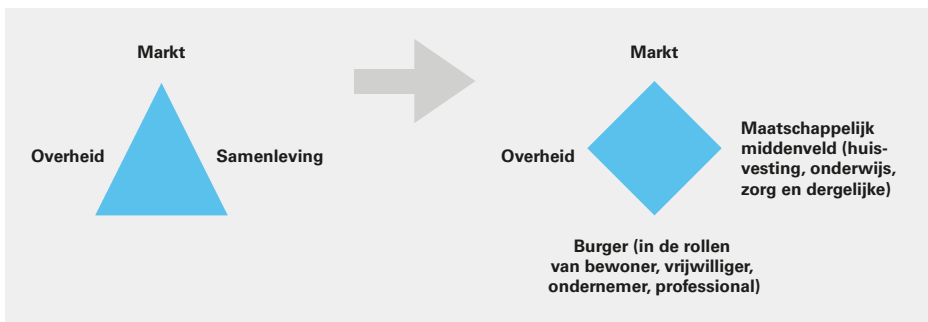 Markt
Overheid
Samenleving
Markt
Overheid
Maatschappelijk
middenveld (huis-
vesting, onderwijs,
zorg en dergelijke)
Burger (in de rollen
van bewoner, vrijwilliger,
ondernemer, professional)